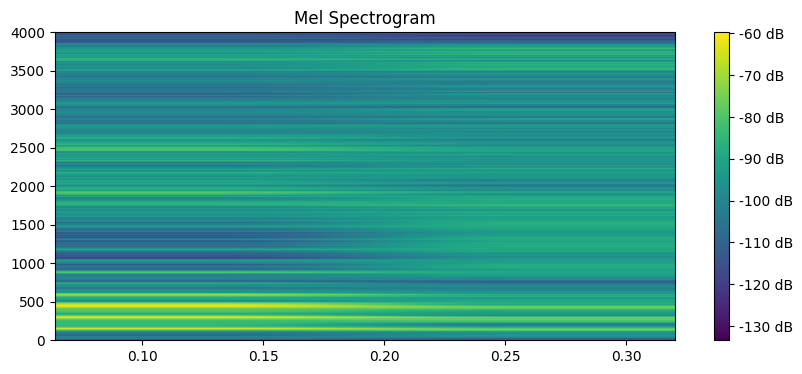 Mel Spectrogram
4000
3500
3000
2500
2000
1500
1000
500
0
0.10 0.15 0.20 0.25 0.30
-60 dB
-70 dB
-80 dB
-90 dB
-100 dB
-110 dB
-120 dB
-130 dB